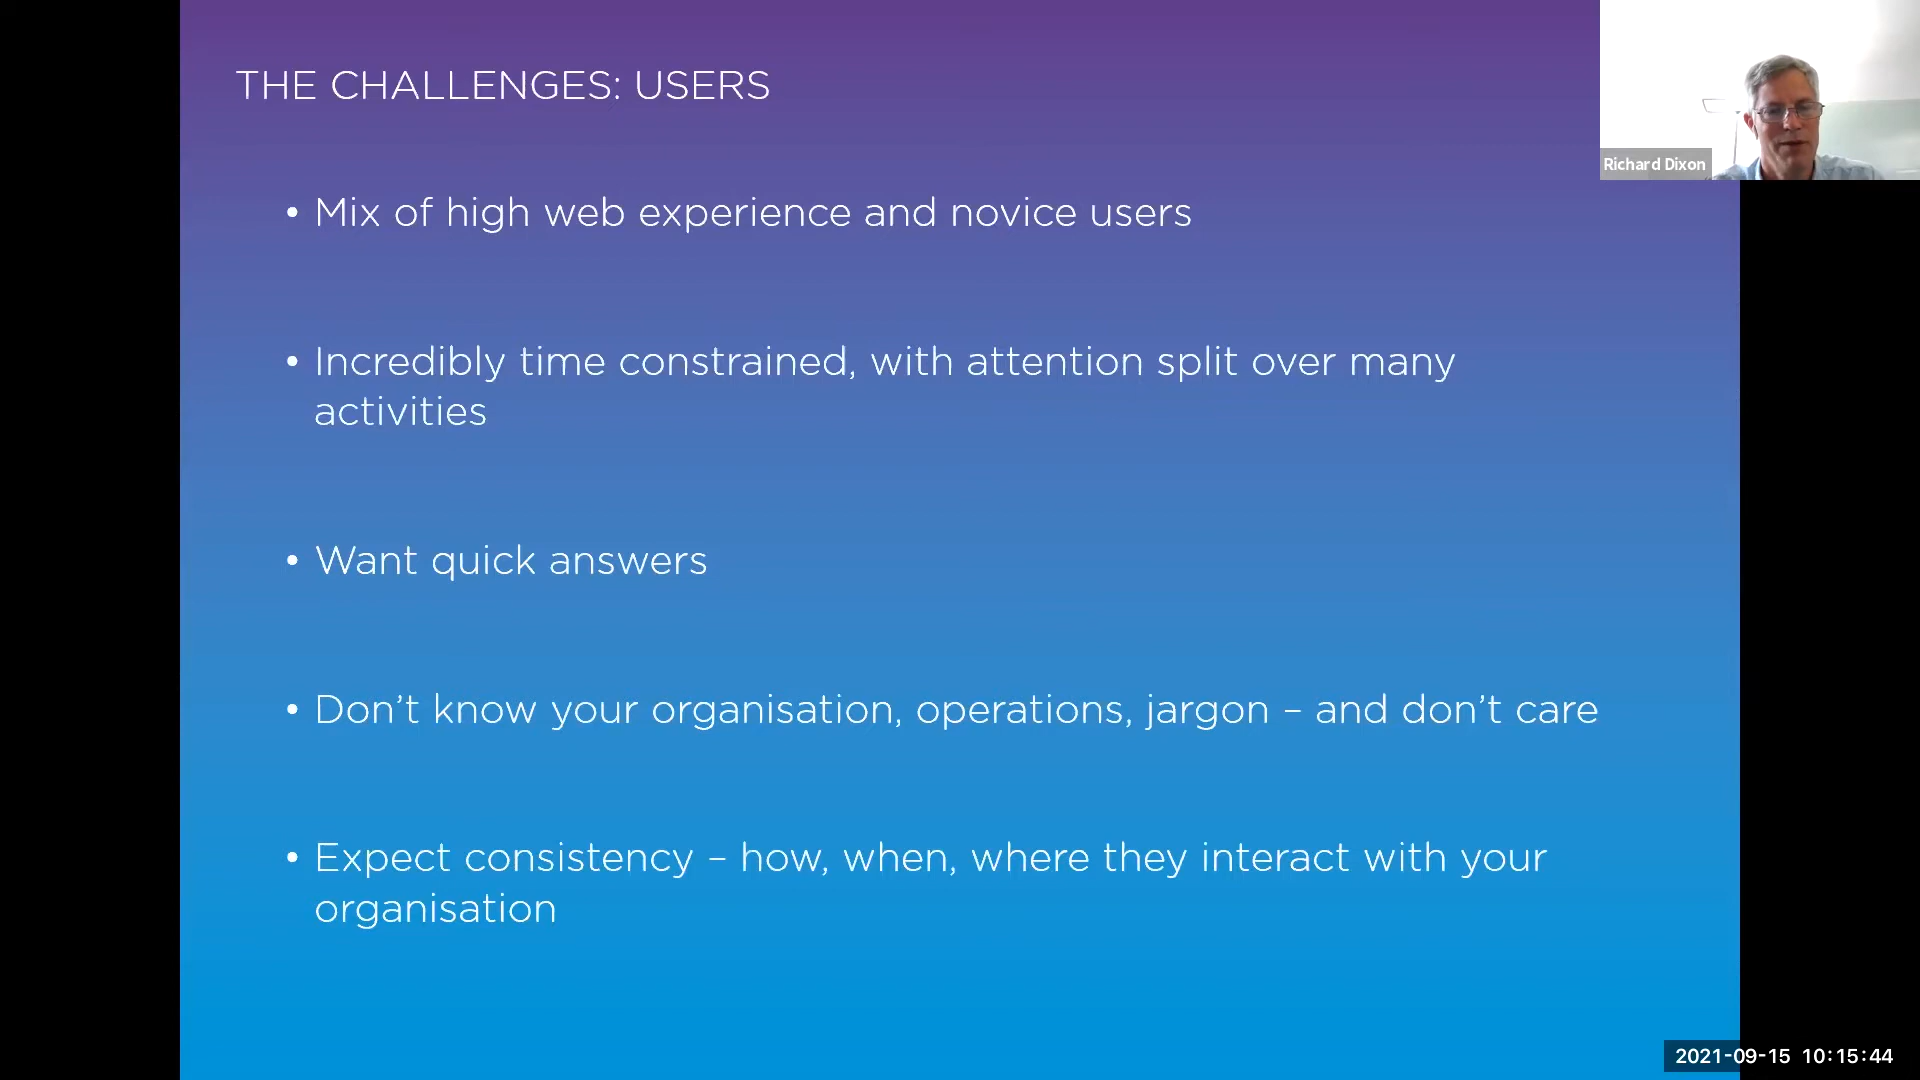 THE CHALLENGES: USERS
Richard Dixon
• Mix of high web experience and novice users
• Incredibly time constrained, with attention split over many
activities
• Want quick answers
• Don’t know your organisation, operations, jargon – and don’t care
• Expect consistency – how, when, where they interact with your
organisation
2021-09-15 10:15:44